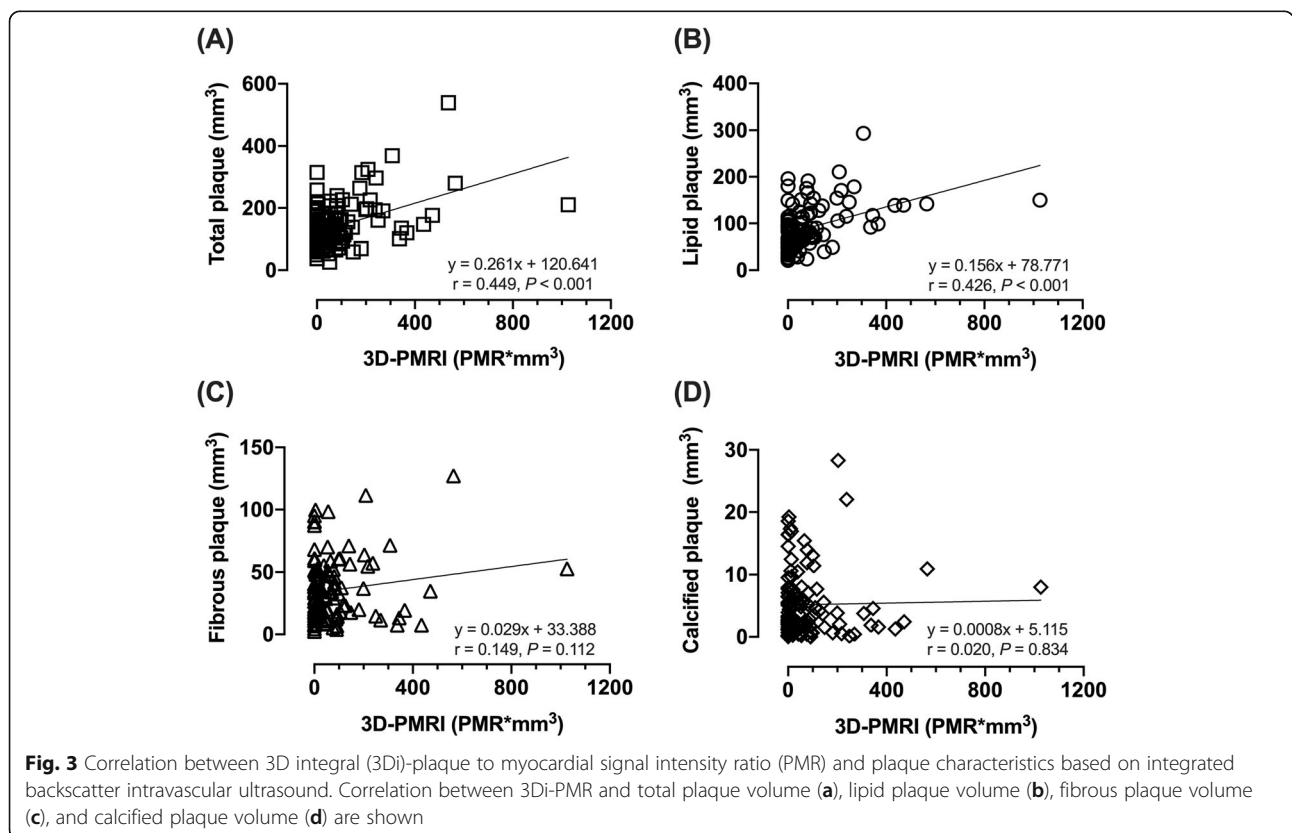 (A)
Total plaque (mm³)
600
400
200
0
y = 0.261x + 120.641
r = 0.449, P < 0.001
0 400 800 1200
3D-PMRI (PMR*mm³)
(B)
Lipid plaque (mm³)
400
300
200
100
0
y = 0.156x + 78.771
r = 0.426, P < 0.001
0 400 800 1200
3D-PMRI (PMR*mm³)
(C)
Fibrous plaque (mm³)
150
100
50
0
y = 0.029x + 33.388
r = 0.149, P = 0.112
0 400 800 1200
3D-PMRI (PMR*mm³)
(D)
Calcified plaque (mm³)
30
20
10
0
y = 0.0008x + 5.115
r = 0.020, P = 0.834
0 400 800 1200
3D-PMRI (PMR*mm³)
Fig. 3 Correlation between 3D integral (3Di)-plaque to myocardial signal intensity ratio (PMR) and plaque characteristics based on integrated
backscatter intravascular ultrasound. Correlation between 3Di-PMR and total plaque volume (a), lipid plaque volume (b), fibrous plaque volume
(c), and calcified plaque volume (d) are shown